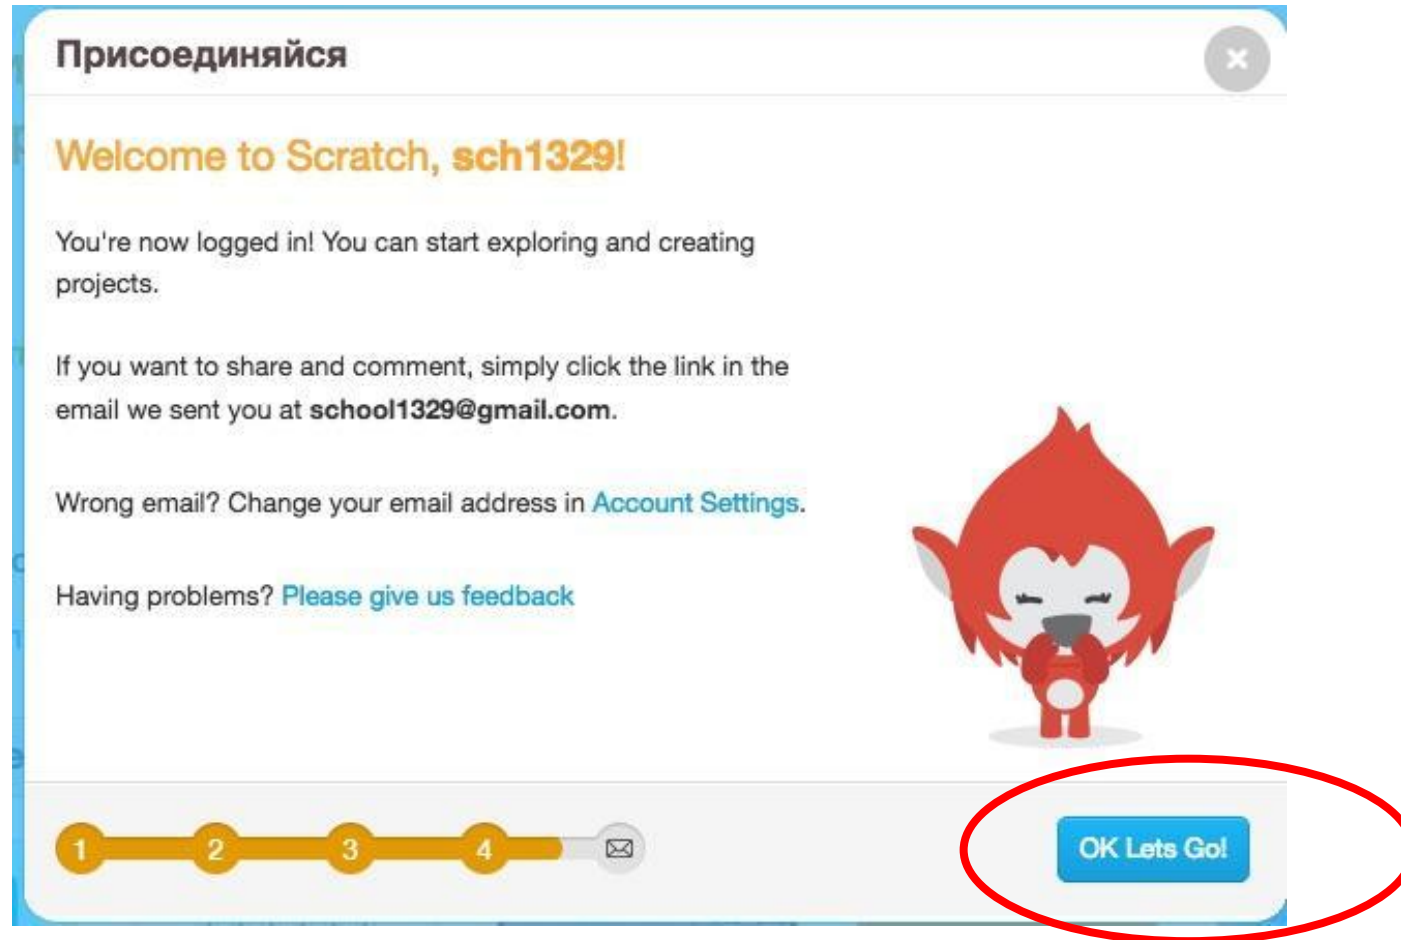 Присоединяйся
Welcome to Scratch, sch1329!
You're now logged in! You can start exploring and creating
projects.
If you want to share and comment, simply click the link in the
email we sent you at school1329@gmail.com.
Wrong email? Change your email address in Account Settings.
Having problems? Please give us feedback
1 2 3 4
OK Lets Go!